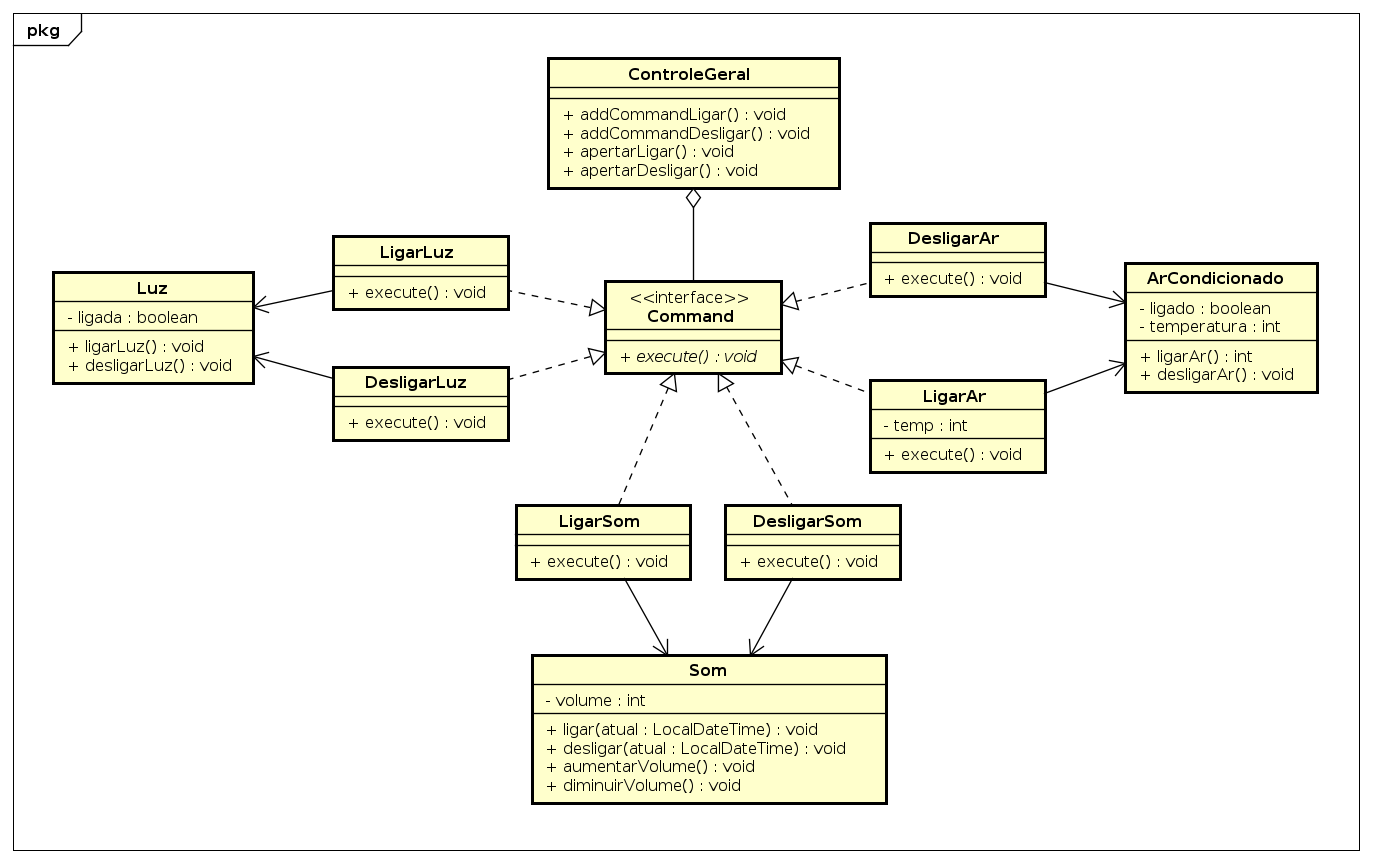 pkg
ControleGeral
+ addCommandLigar() : void
+ addCommandDesligar() : void
+ apertarLigar() : void
+ apertarDesligar() : void
LigarLuz
+ execute() : void
DesligarAr
+ execute() : void
Luz
- ligada : boolean
+ ligarLuz() : void
+ desligarLuz() : void
<<interface>>
Command
+ execute() : void
ArCondicionado
- ligado : boolean
- temperatura : int
+ ligarAr() : int
+ desligarAr() : void
DesligarLuz
+ execute() : void
LigarAr
- temp : int
+ execute() : void
LigarSom
+ execute() : void
DesligarSom
+ execute() : void
Som
- volume : int
+ ligar(atual : LocalDateTime) : void
+ desligar(atual : LocalDateTime) : void
+ aumentarVolume() : void
+ diminuirVolume() : void